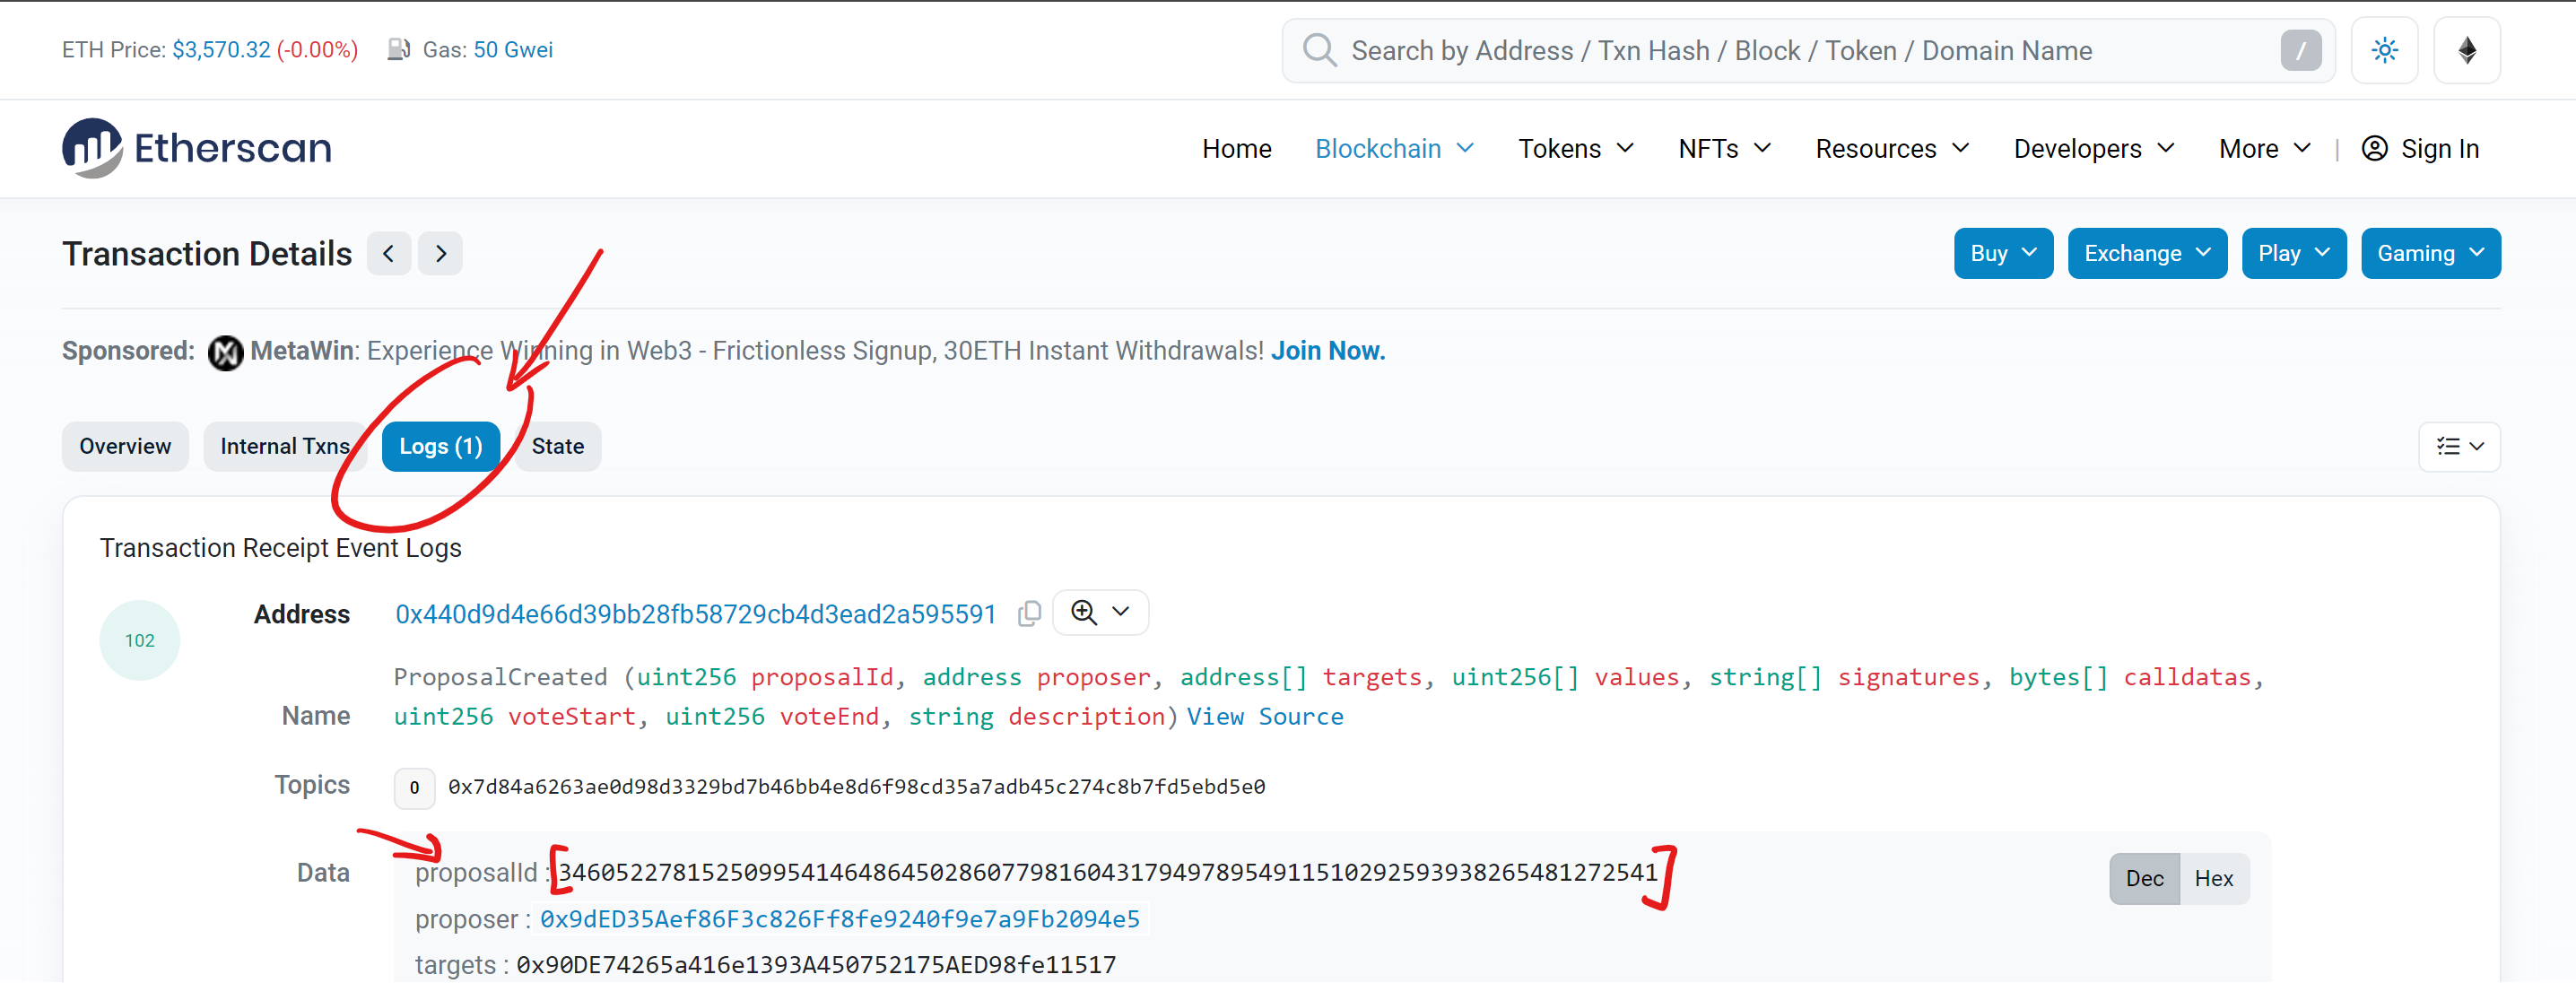 ETH Price: $3,570.32 (-0.00%) Gas: 50 Gwei
Search by Address / Txn Hash / Block / Token / Domain Name /
Etherscan
Home Blockchain Tokens NFTs Resources Developers More | Sign In
Transaction Details
Buy Exchange Play Gaming
Sponsored: MetaWin: Experience Winning in Web3 - Frictionless Signup, 30ETH Instant Withdrawals! Join Now.
Overview Internal Txns Logs (1) State
Transaction Receipt Event Logs
102
Address 0x440d9d4e66d39bb28fb58729cb4d3ead2a595591
Name ProposalCreated (uint256 proposalId, address proposer, address[] targets, uint256[] values, string[] signatures, bytes[] calldatas,
uint256 voteStart, uint256 voteEnd, string description) View Source
Topics 0 0x7d84a6263ae0d98d3329bd7b46bb4e8d6f98cd35a7adb45c274c8b7fd5ebd5e0
Data proposalId : 34605227815250995414648645028607798160431794978954911510292593938265481272541
Dec Hex
proposer : 0x9dED35Aef86F3c826Ff8fe9240f9e7a9Fb2094e5
targets : 0x90DE74265a416e1393A450752175AED98fe11517